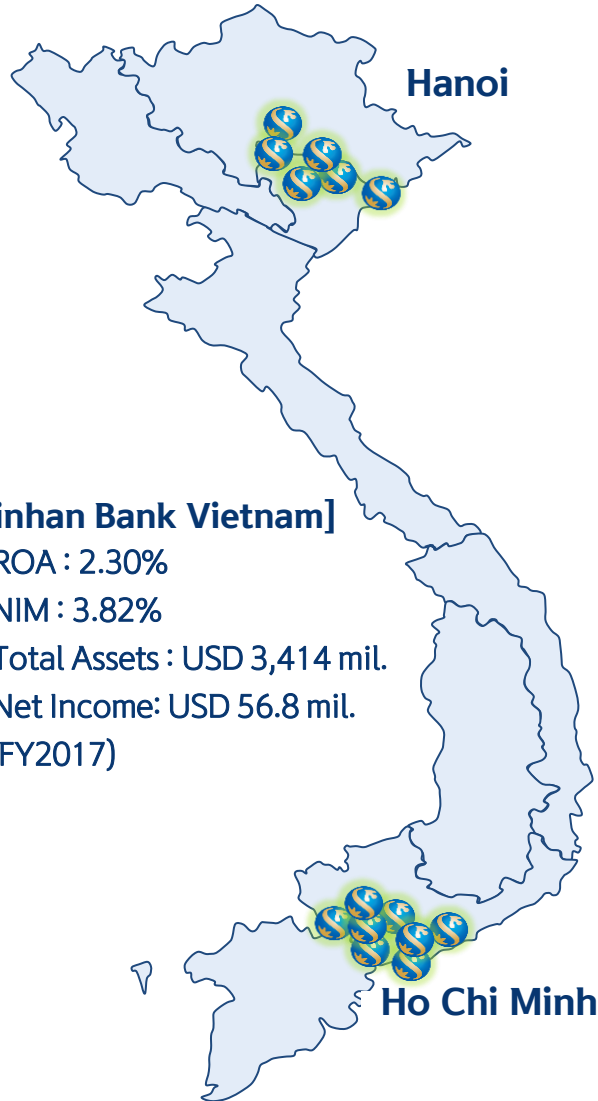 Hanoi
inhan Bank Vietnam]
ROA : 2.30%
NIM : 3.82%
Total Assets : USD 3,414 mil.
Net Income: USD 56.8 mil.
FY2017)
Ho Chi Minh